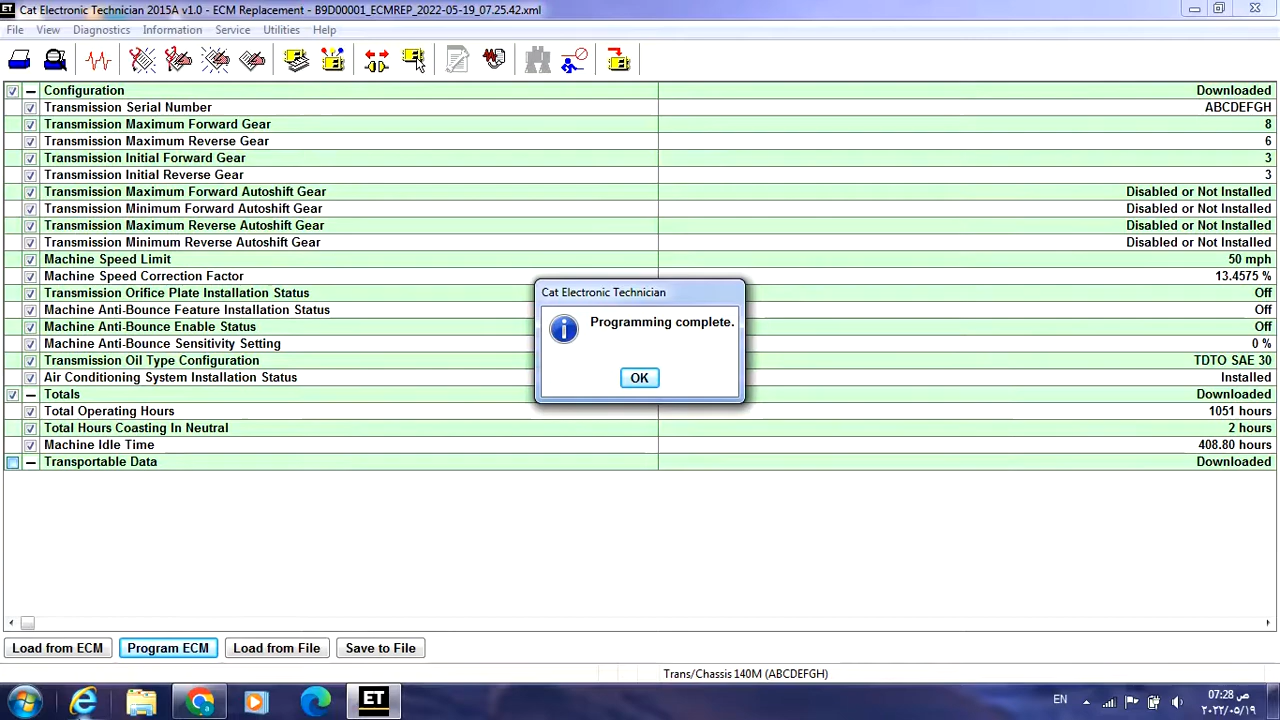 ET Cat Electronic Technician 2015A v1.0 - ECM Replacement - B9D00001_ECMREP_2022-05-19_07.25.42.xml
File View Diagnostics Information Service Utilities Help
Configuration Downloaded
Transmission Serial Number ABCDEFGH
Transmission Maximum Forward Gear 8
Transmission Maximum Reverse Gear 6
Transmission Initial Forward Gear 3
Transmission Initial Reverse Gear 3
Transmission Maximum Forward Autoshift Gear Disabled or Not Installed
Transmission Minimum Forward Autoshift Gear Disabled or Not Installed
Transmission Maximum Reverse Autoshift Gear Disabled or Not Installed
Transmission Minimum Reverse Autoshift Gear Disabled or Not Installed
Machine Speed Limit 50 mph
Machine Speed Correction Factor 13.4575 %
Transmission Orifice Plate Installation Status Off
Machine Anti-Bounce Feature Installation Status Off
Machine Anti-Bounce Enable Status Off
Machine Anti-Bounce Sensitivity Setting 0 %
Transmission Oil Type Configuration TDTO SAE 30
Air Conditioning System Installation Status Installed
Totals Downloaded
Total Operating Hours 1051 hours
Total Hours Coasting In Neutral 2 hours
Machine Idle Time 408.80 hours
Transportable Data Downloaded
Cat Electronic Technician
Programming complete.
OK
Load from ECM Program ECM Load from File Save to File
Trans/Chassis 140M (ABCDEFGH)
ET EN 07:28 ص
٢٠٢٢/٠٥/١٩